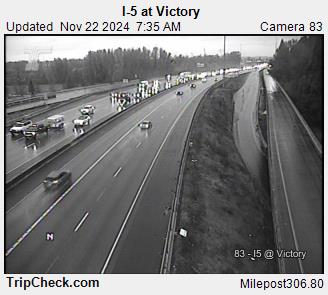 I-5 at Victory
Updated Nov 22 2024 7:35 AM Camera 83
N
83 - I5 @ Victory
TripCheck.com Milepost306.80